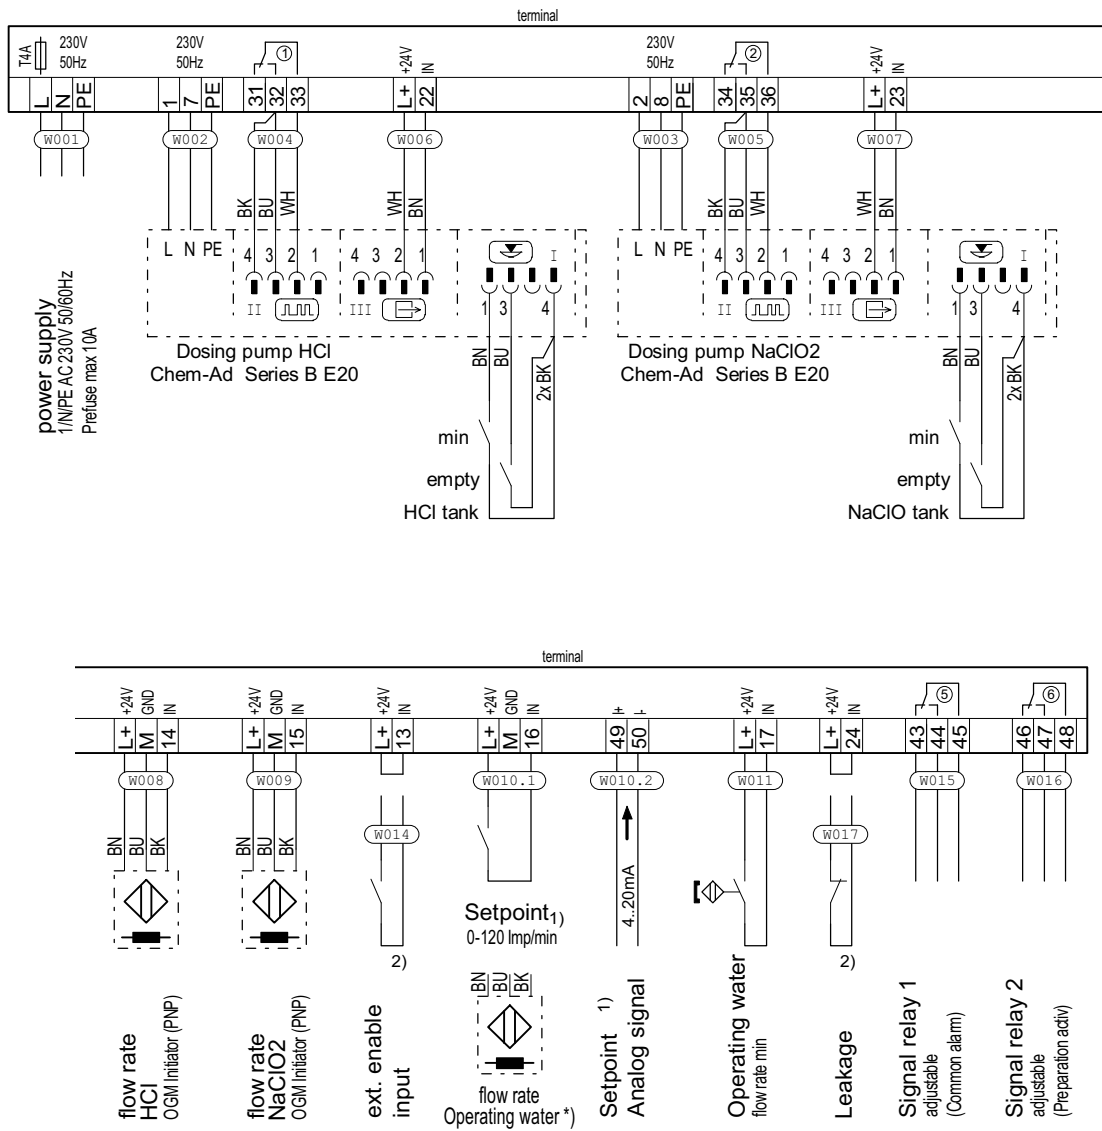 terminal
T4A
230V 50Hz
230V 50Hz
①
+24V
IN
230V 50Hz
②
+24V
IN
L N PE
1 7 PE
31 32 33
L+ 22
2 8 PE
34 35 36
L+ 23
W001
W002
W004
W006
W003
W005
W007
BK BU WH
WH BN
BK BU WH
WH BN
L N PE
4 3 2 1
4 3 2 1
I
L N PE
4 3 2 1
4 3 2 1
I
II
III
1 3 4
II
III
1 3 4
power supply
1/N/PE AC 230V 50/60Hz
Prefuse max 10A
Dosing pump HCl
Chem-Ad Series B E20
BN BU 2x BK
Dosing pump NaClO2
Chem-Ad Series B E20
BN BU 2x BK
min
empty
HCl tank
min
empty
NaClO tank
terminal
+24V GND IN
+24V GND IN
+24V IN
+24V GND IN
I+ I-
+24V IN
+24V IN
⑤
⑥
L+ M 14
L+ M 15
L+ 13
L+ M 16
49 50
L+ 17
L+ 24
43 44 45
46 47 48
W008
W009
W010.1
W010.2
W011
W015
W016
W014
W017
BN BU BK
BN BU BK
4..20mA
Setpoint 1)
0-120 Imp/min
2)
2)
BN BU BK
flow rate
HCl
OGM Initiator (PNP)
flow rate
NaClO2
OGM Initiator (PNP)
ext. enable
input
flow rate
Operating water *)
Setpoint 1)
Analog signal
Operating water
flow rate min
Leakage
Signal relay 1
adjustable
(Common alarm)
Signal relay 2
adjustable
(Preparation activ)